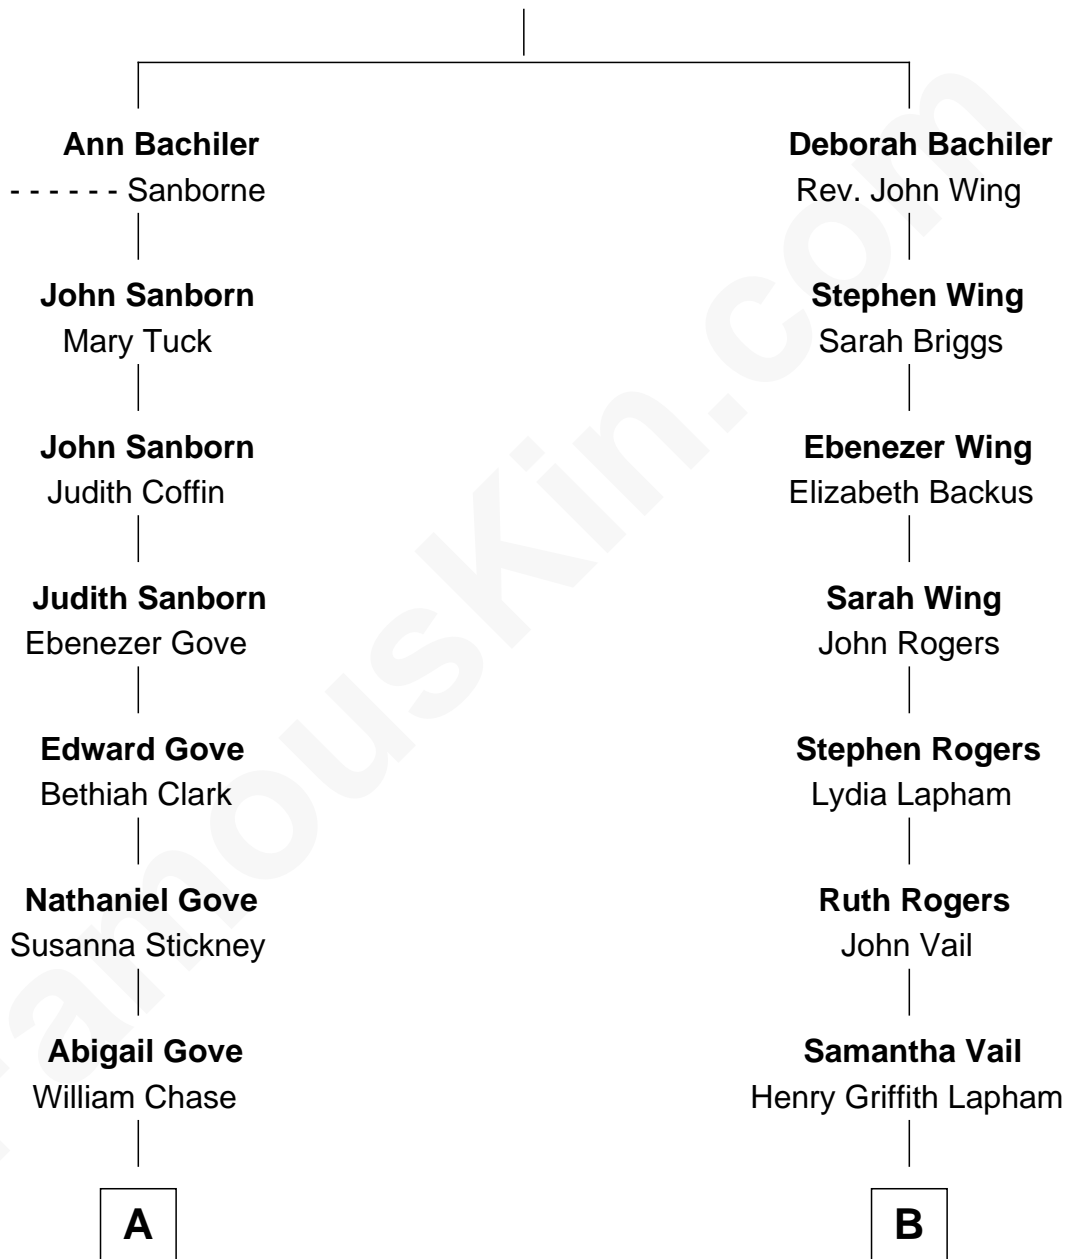 Ann Bachiler
- - - - - - Sanborne
John Sanborn
Mary Tuck
John Sanborn
Judith Coffin
Judith Sanborn
Ebenezer Gove
Edward Gove
Bethiah Clark
Nathaniel Gove
Susanna Stickney
Abigail Gove
William Chase
A
Deborah Bachiler
Rev. John Wing
Stephen Wing
Sarah Briggs
Ebenezer Wing
Elizabeth Backus
Sarah Wing
John Rogers
Stephen Rogers
Lydia Lapham
Ruth Rogers
John Vail
Samantha Vail
Henry Griffith Lapham
B
FamousKin.com